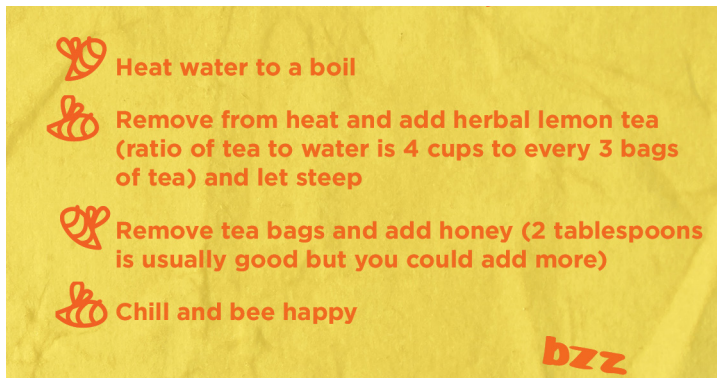 Heat water to a boil
Remove from heat and add herbal lemon tea
(ratio of tea to water is 4 cups to every 3 bags
of tea) and let steep
Remove tea bags and add honey (2 tablespoons
is usually good but you could add more)
Chill and bee happy
bzz